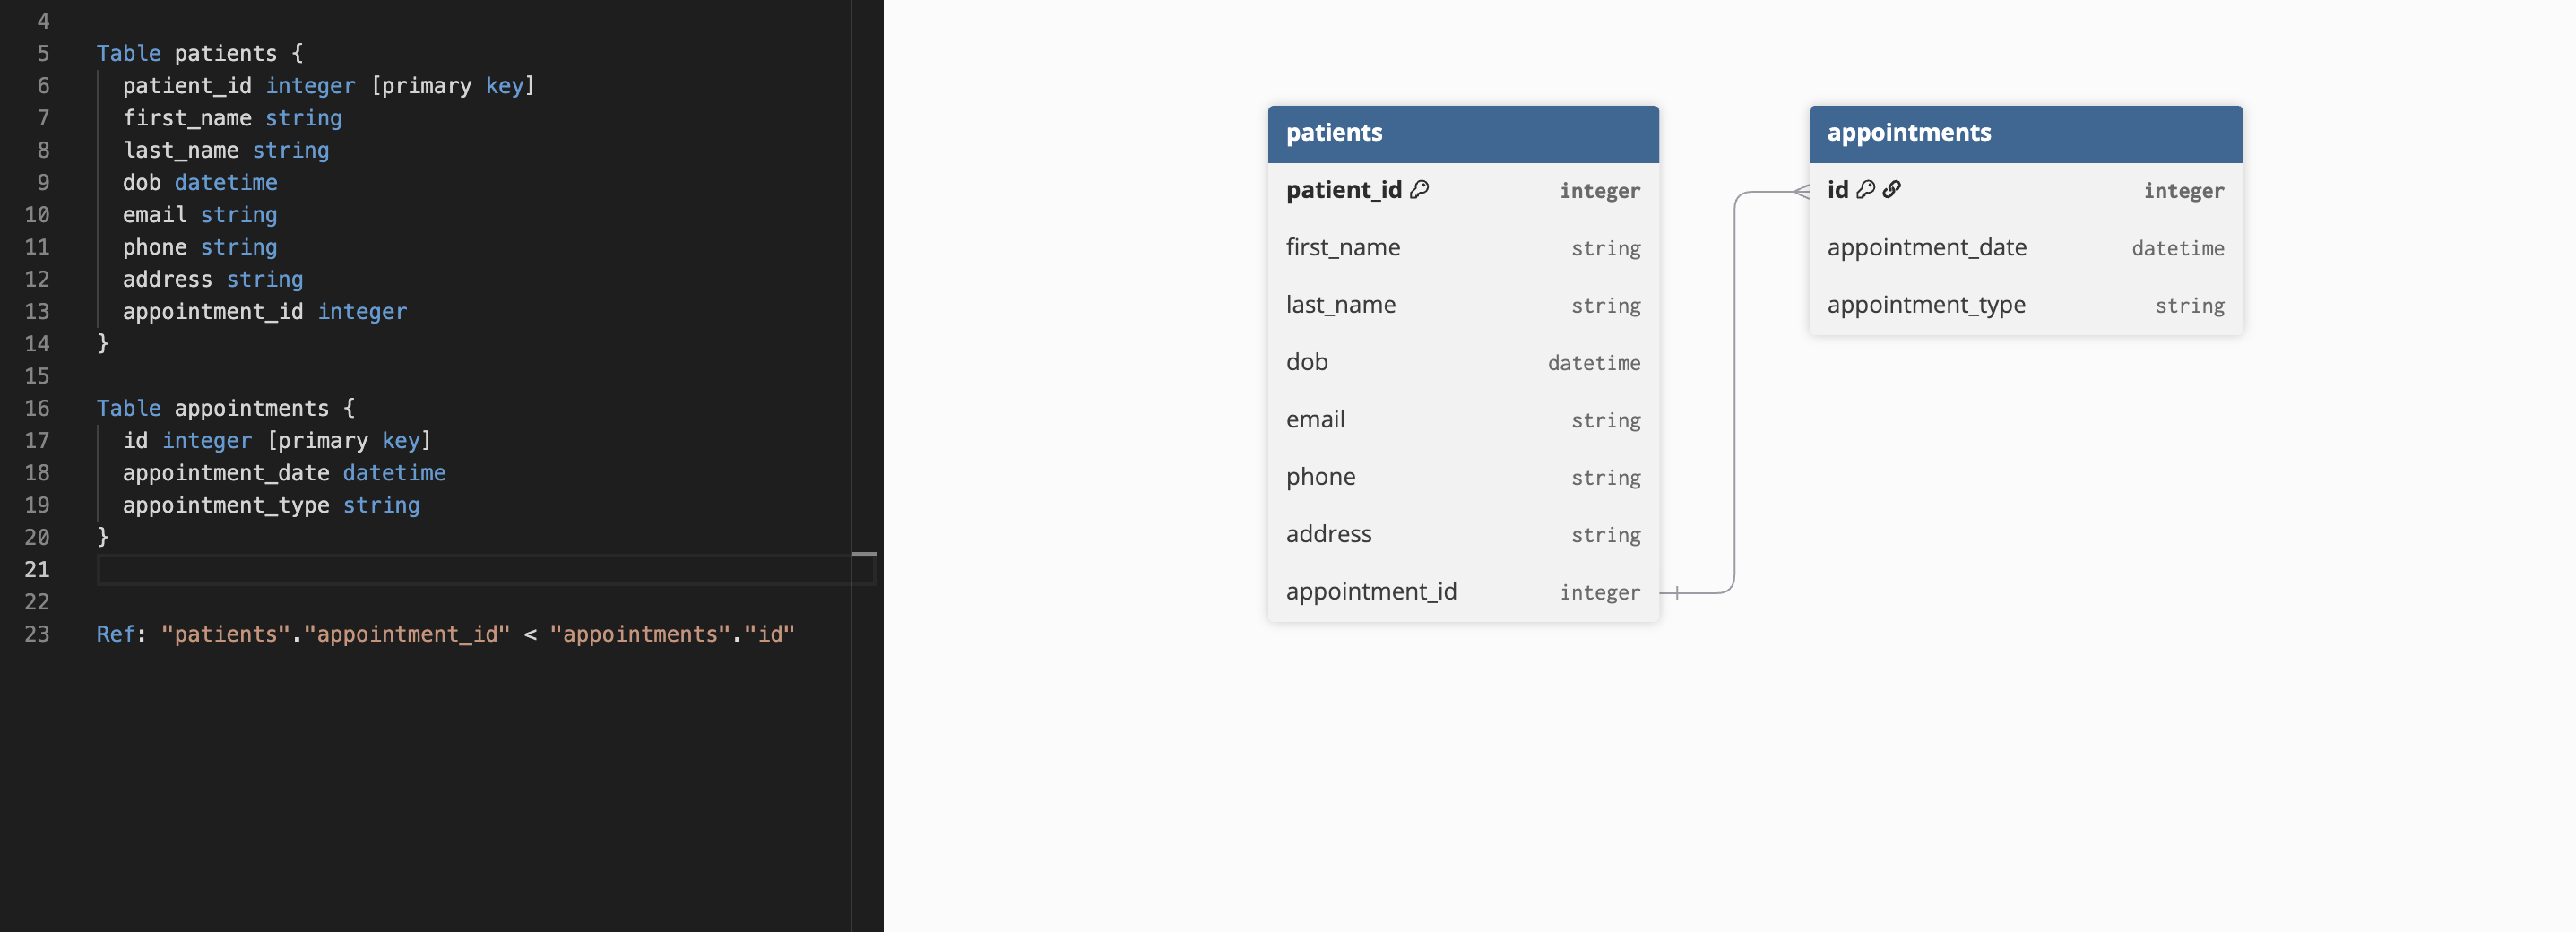 4
5 Table patients {
6 patient_id integer [primary key]
7 first_name string
8 last_name string
9 dob datetime
10 email string
11 phone string
12 address string
13 appointment_id integer
14 }
15
16 Table appointments {
17 id integer [primary key]
18 appointment_date datetime
19 appointment_type string
20 }
21
22
23 Ref: "patients"."appointment_id" < "appointments"."id"
patients
patient_id integer
first_name string
last_name string
dob datetime
email string
phone string
address string
appointment_id integer
appointments
id integer
appointment_date datetime
appointment_type string